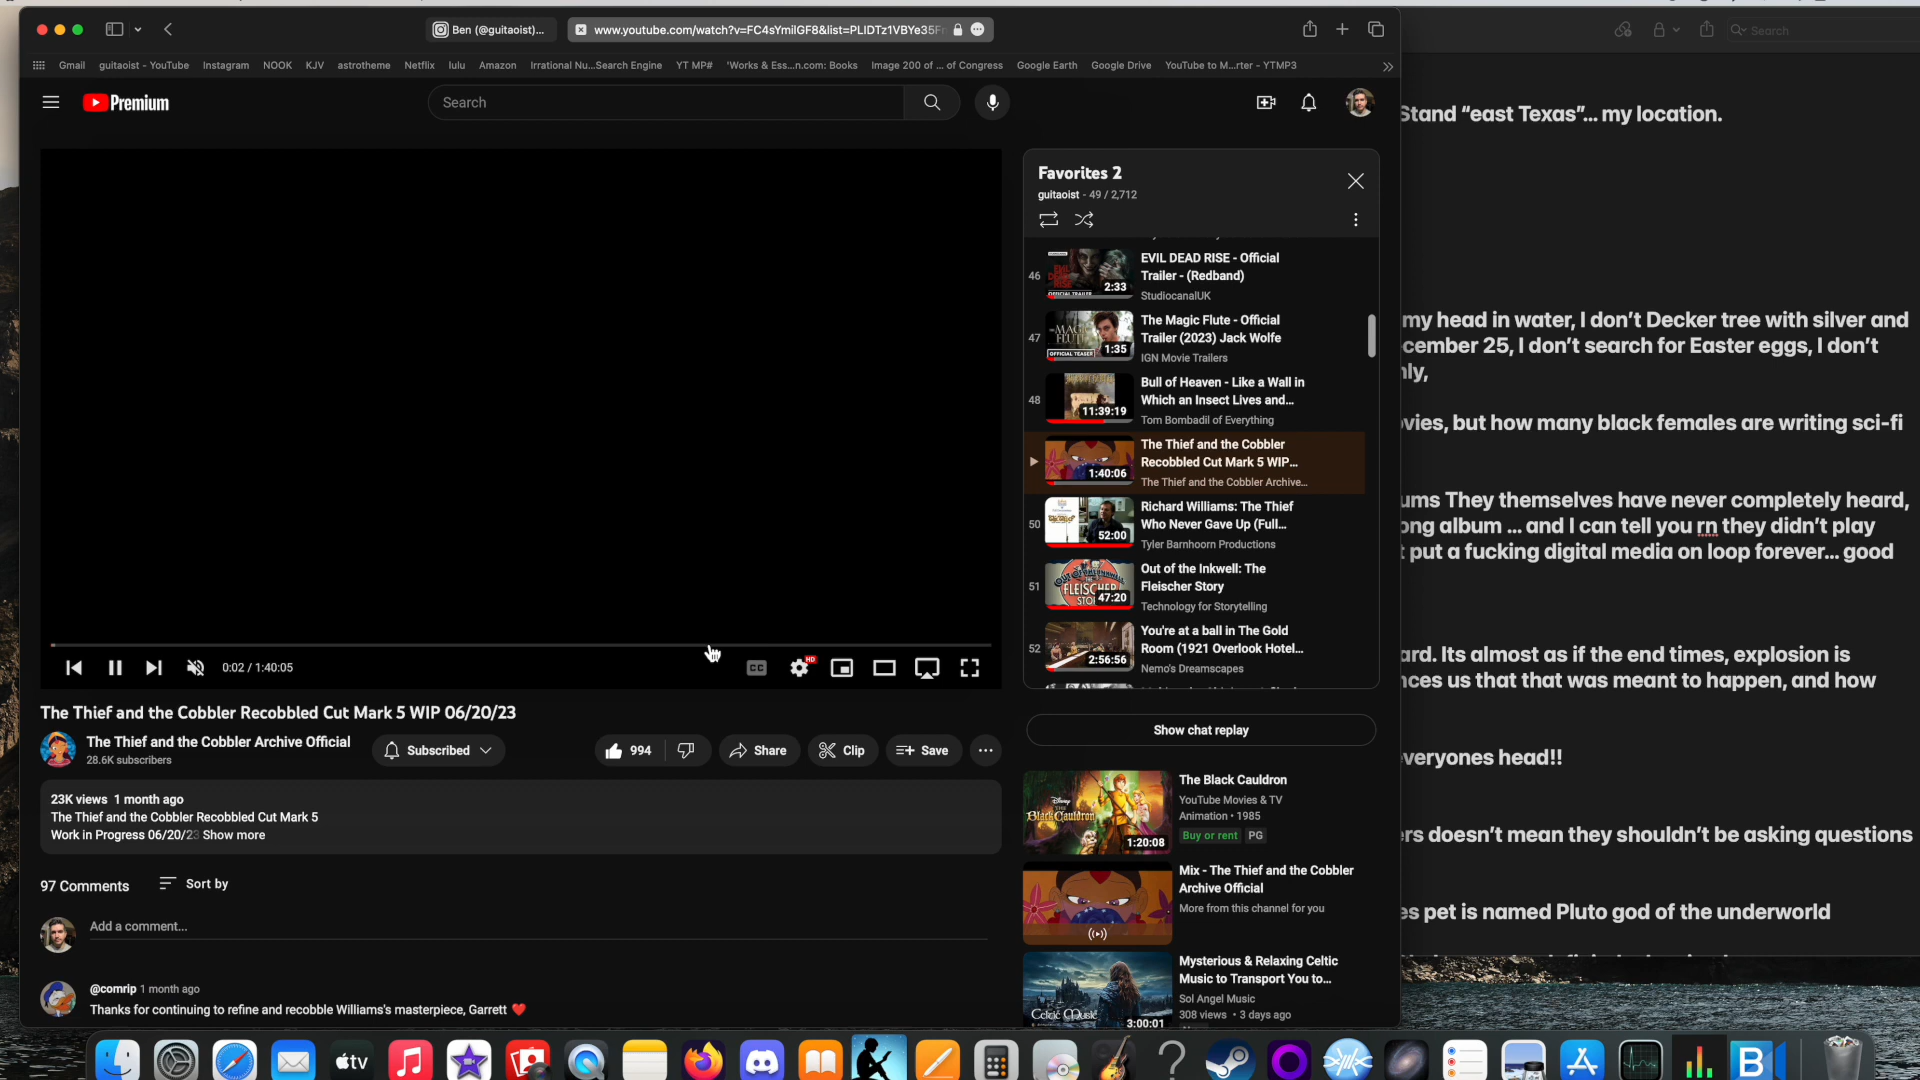 Ben (@guitaoist)...
www.youtube.com/watch?v=FC4sYmilGF8&list=PLIDTz1VBYe35F
Search
Gmail
guitaoist - YouTube
Instagram
NOOK
KJV
astrotheme
Netflix
lulu
Amazon
Irrational Nu...Search Engine
YT MP#
'Works & Ess...n.com: Books
Image 200 of ... of Congress
Google Earth
Google Drive
YouTube to M...rter - YTMP3
Premium
Search
Favorites 2
guitaoist - 49 / 2,712
46
EVIL DEAD RISE - Official
Trailer - (Redband)
StudiocanalUK
2:33
47
The Magic Flute - Official
Trailer (2023) Jack Wolfe
IGN Movie Trailers
1:35
OFFICIAL TEASER
48
Bull of Heaven - Like a Wall in
Which an Insect Lives and...
Tom Bombadil of Everything
11:39:19
The Thief and the Cobbler
Recobbled Cut Mark 5 WIP...
The Thief and the Cobbler Archive...
1:40:06
50
Richard Williams: The Thief
Who Never Gave Up (Full...
Tyler Barnhoorn Productions
52:00
51
Out of the Inkwell: The
Fleischer Story
Technology for Storytelling
47:20
52
You're at a ball in The Gold
Room (1921 Overlook Hotel...
Nemo's Dreamscapes
2:56:56
0:02 / 1:40:05
CC
HD
The Thief and the Cobbler Recobbled Cut Mark 5 WIP 06/20/23
The Thief and the Cobbler Archive Official
28.6K subscribers
Subscribed
994
Share
Clip
Save
Show chat replay
23K views 1 month ago
The Thief and the Cobbler Recobbled Cut Mark 5
Work in Progress 06/20/23 Show more
97 Comments
Sort by
Add a comment...
@comrip 1 month ago
Thanks for continuing to refine and recobble Williams's masterpiece, Garrett ❤️
The Black Cauldron
YouTube Movies & TV
Animation • 1985
Buy or rent
PG
Disney
The Black Cauldron
1:20:08
Mix - The Thief and the Cobbler
Archive Official
More from this channel for you
Mysterious & Relaxing Celtic
Music to Transport You to...
Sol Angel Music
308 views • 3 days ago
Celtic Music
3:00:01
Stand “east Texas”... my location.
my head in water, I don’t Decker tree with silver and
cember 25, I don’t search for Easter eggs, I don’t
nly,
vies, but how many black females are writing sci-fi
ums They themselves have never completely heard,
ong album ... and I can tell you rn they didn’t play
t put a fucking digital media on loop forever... good
ard. Its almost as if the end times, explosion is
nces us that that was meant to happen, and how
veryones head!!
ers doesn’t mean they shouldn’t be asking questions
es pet is named Pluto god of the underworld
tv
B